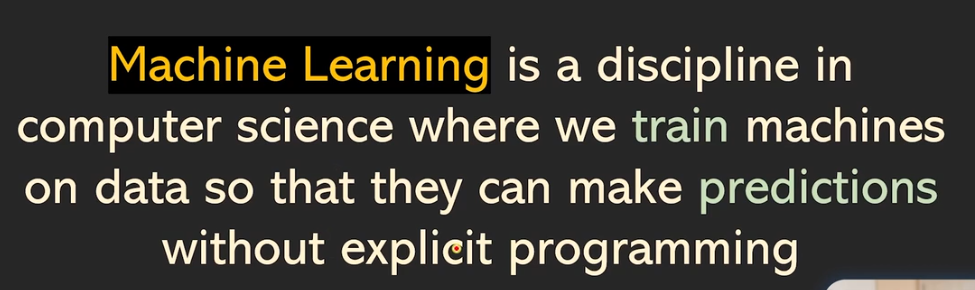 Machine Learning is a discipline in
computer science where we train machines
on data so that they can make predictions
without explicit programming